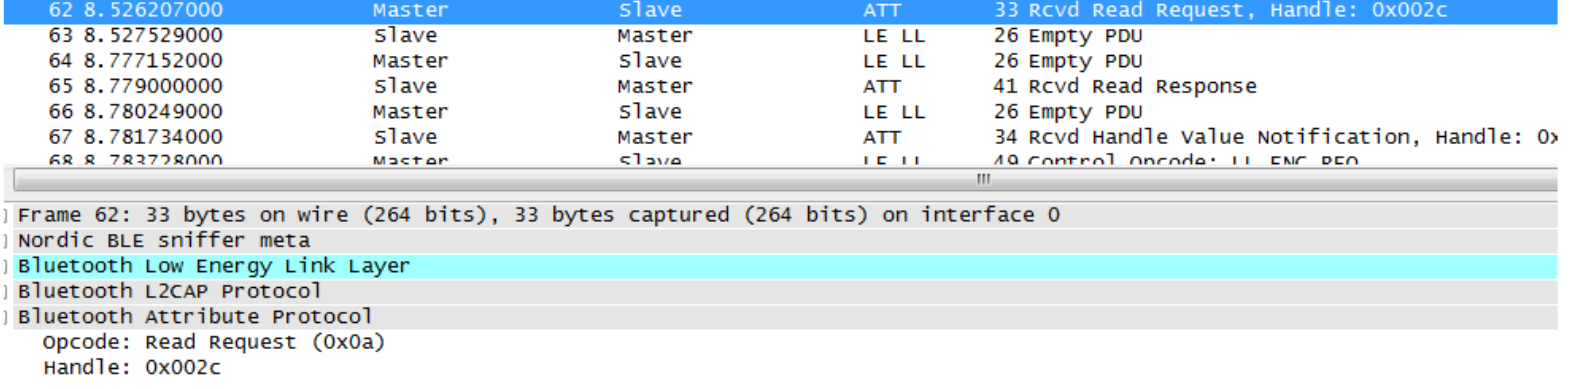 62 8.526207000 Master Slave ATT 33 Rcvd Read Request, Handle: 0x002c
63 8.527529000 Slave Master LE LL 26 Empty PDU
64 8.777152000 Master Slave LE LL 26 Empty PDU
65 8.779000000 Slave Master ATT 41 Rcvd Read Response
66 8.780249000 Master Slave LE LL 26 Empty PDU
67 8.781734000 Slave Master ATT 34 Rcvd Handle Value Notification, Handle: 0x
68 8.783728000 Master Slave LE LL 49 Control Opcode: LL_ENC_REQ
Frame 62: 33 bytes on wire (264 bits), 33 bytes captured (264 bits) on interface 0
Nordic BLE sniffer meta
Bluetooth Low Energy Link Layer
Bluetooth L2CAP Protocol
Bluetooth Attribute Protocol
Opcode: Read Request (0x0a)
Handle: 0x002c